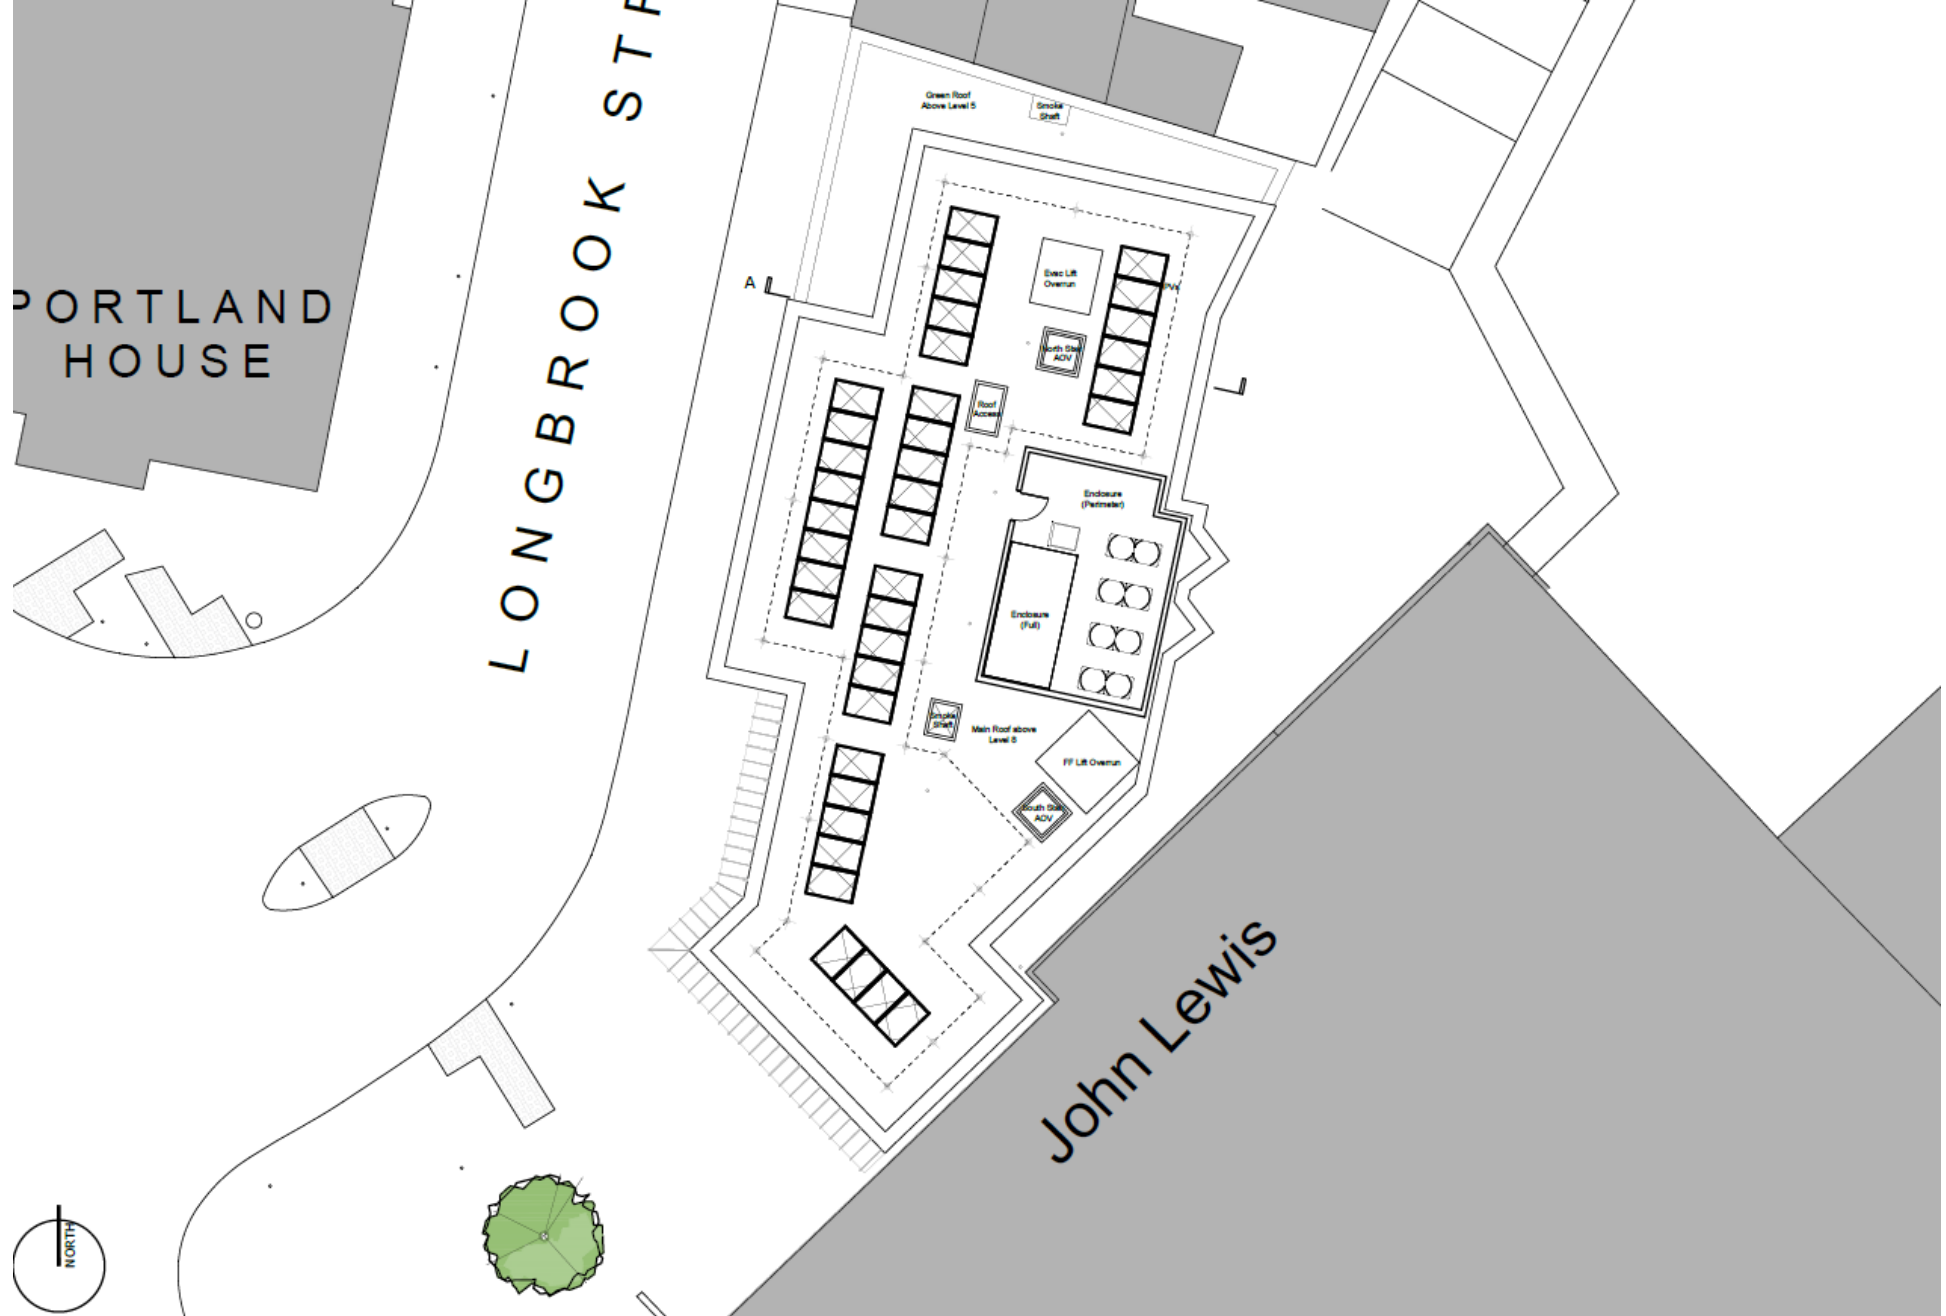 LONGBROOK STR
Green Roof
Above Level 5
Smoke
Shaft
PORTLAND
HOUSE
A
Evac Lift
Overrun
PVs
North Stair
AOV
Roof
Access
Enclosure
(Perimeter)
Enclosure
(Full)
Smoke
Shaft
Main Roof above
Level 8
FF Lift Overrun
South Stair
AOV
John Lewis
NORTH